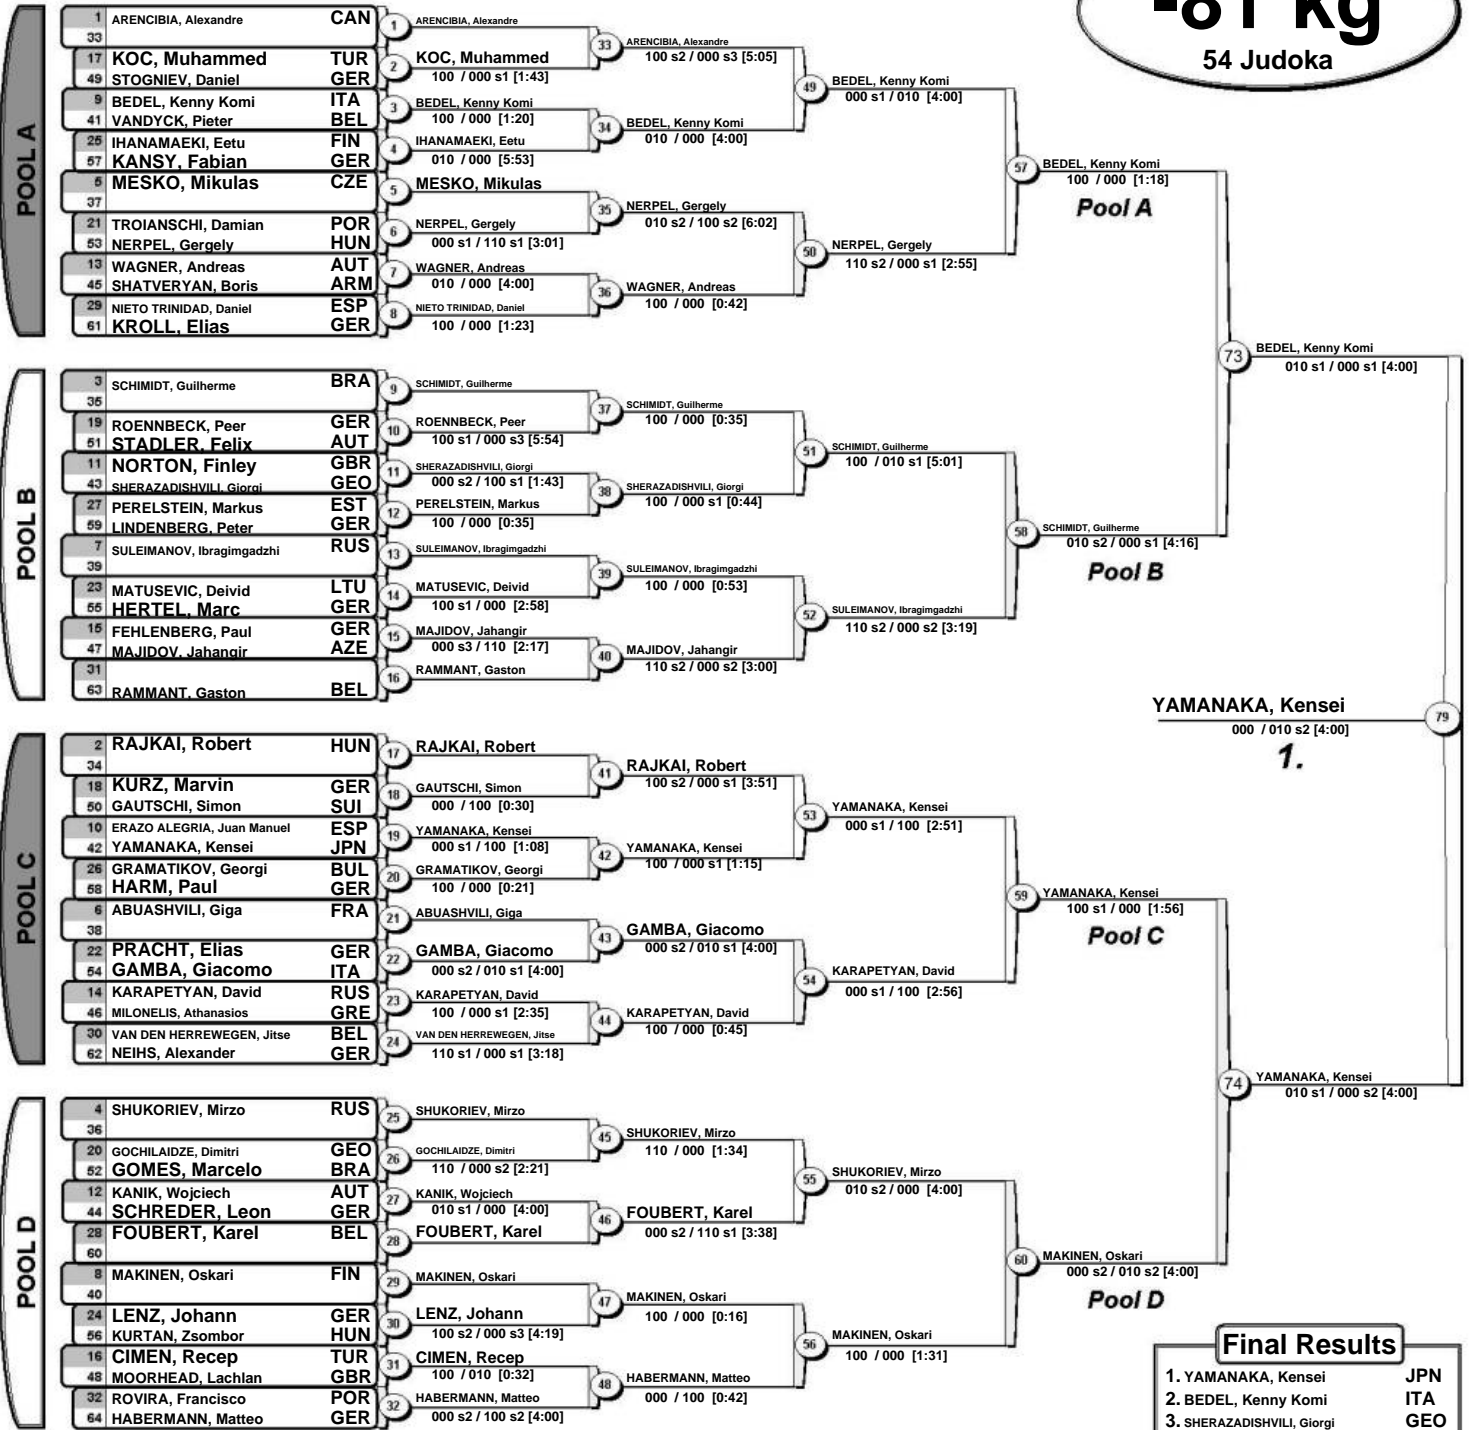 -81 kg
54 Judoka
POOL A
1 ARENCIBIA, Alexandre CAN
33
17 KOC, Muhammed TUR
49 STOGNIEV, Daniel GER
9 BEDEL, Kenny Komi ITA
41 VANDYCK, Pieter BEL
25 IHANAMAEKI, Eetu FIN
57 KANSY, Fabian GER
5 MESKO, Mikulas CZE
37
21 TROIANSCHI, Damian POR
53 NERPEL, Gergely HUN
13 WAGNER, Andreas AUT
45 SHATVERYAN, Boris ARM
29 NIETO TRINIDAD, Daniel ESP
61 KROLL, Elias GER
1 ARENCIBIA, Alexandre
2 KOC, Muhammed
100 / 000 s1 [1:43]
3 BEDEL, Kenny Komi
100 / 000 [1:20]
4 IHANAMAEKI, Eetu
010 / 000 [5:53]
5 MESKO, Mikulas
6 NERPEL, Gergely
000 s1 / 110 s1 [3:01]
7 WAGNER, Andreas
010 / 000 [4:00]
8 NIETO TRINIDAD, Daniel
100 / 000 [1:23]
33 ARENCIBIA, Alexandre
100 s2 / 000 s3 [5:05]
34 BEDEL, Kenny Komi
010 / 000 [4:00]
35 NERPEL, Gergely
010 s2 / 100 s2 [6:02]
36 WAGNER, Andreas
100 / 000 [0:42]
49 BEDEL, Kenny Komi
000 s1 / 010 [4:00]
50 NERPEL, Gergely
110 s2 / 000 s1 [2:55]
57 BEDEL, Kenny Komi
100 / 000 [1:18]
Pool A
POOL B
3 SCHIMIDT, Guilherme BRA
35
19 ROENNBECK, Peer GER
51 STADLER, Felix AUT
11 NORTON, Finley GBR
43 SHERAZADISHVILI, Giorgi GEO
27 PERELSTEIN, Markus EST
59 LINDENBERG, Peter GER
7 SULEIMANOV, Ibragimgadzhi RUS
39
23 MATUSEVIC, Deivid LTU
55 HERTEL, Marc GER
15 FEHLENBERG, Paul GER
47 MAJIDOV, Jahangir AZE
31
63 RAMMANT, Gaston BEL
9 SCHIMIDT, Guilherme
10 ROENNBECK, Peer
100 s1 / 000 s3 [5:54]
11 SHERAZADISHVILI, Giorgi
000 s2 / 100 s1 [1:43]
12 PERELSTEIN, Markus
100 / 000 [0:35]
13 SULEIMANOV, Ibragimgadzhi
14 MATUSEVIC, Deivid
100 s1 / 000 [2:58]
15 MAJIDOV, Jahangir
000 s3 / 110 [2:17]
16 RAMMANT, Gaston
37 SCHIMIDT, Guilherme
100 / 000 [0:35]
38 SHERAZADISHVILI, Giorgi
100 / 000 s1 [0:44]
39 SULEIMANOV, Ibragimgadzhi
100 / 000 [0:53]
40 MAJIDOV, Jahangir
110 s2 / 000 s2 [3:00]
51 SCHIMIDT, Guilherme
100 / 010 s1 [5:01]
52 SULEIMANOV, Ibragimgadzhi
110 s2 / 000 s2 [3:19]
58 SCHIMIDT, Guilherme
010 s2 / 000 s1 [4:16]
Pool B
73 BEDEL, Kenny Komi
010 s1 / 000 s1 [4:00]
YAMANAKA, Kensei 79
000 / 010 s2 [4:00]
1.
POOL C
2 RAJKAI, Robert HUN
34
18 KURZ, Marvin GER
50 GAUTSCHI, Simon SUI
10 ERAZO ALEGRIA, Juan Manuel ESP
42 YAMANAKA, Kensei JPN
26 GRAMATIKOV, Georgi BUL
58 HARM, Paul GER
6 ABUASHVILI, Giga FRA
38
22 PRACHT, Elias GER
54 GAMBA, Giacomo ITA
14 KARAPETYAN, David RUS
46 MILONELIS, Athanasios GRE
30 VAN DEN HERREWEGEN, Jitse BEL
62 NEIHS, Alexander GER
17 RAJKAI, Robert
18 GAUTSCHI, Simon
000 / 100 [0:30]
19 YAMANAKA, Kensei
000 s1 / 100 [1:08]
20 GRAMATIKOV, Georgi
100 / 000 [0:21]
21 ABUASHVILI, Giga
22 GAMBA, Giacomo
000 s2 / 010 s1 [4:00]
23 KARAPETYAN, David
100 / 000 s1 [2:35]
24 VAN DEN HERREWEGEN, Jitse
110 s1 / 000 s1 [3:18]
41 RAJKAI, Robert
100 s2 / 000 s1 [3:51]
42 YAMANAKA, Kensei
100 / 000 s1 [1:15]
43 GAMBA, Giacomo
000 s2 / 010 s1 [4:00]
44 KARAPETYAN, David
100 / 000 [0:45]
53 YAMANAKA, Kensei
000 s1 / 100 [2:51]
54 KARAPETYAN, David
000 s1 / 100 [2:56]
59 YAMANAKA, Kensei
100 s1 / 000 [1:56]
Pool C
POOL D
4 SHUKORIEV, Mirzo RUS
36
20 GOCHILAIDZE, Dimitri GEO
52 GOMES, Marcelo BRA
12 KANIK, Wojciech AUT
44 SCHREDER, Leon GER
28 FOUBERT, Karel BEL
60
8 MAKINEN, Oskari FIN
40
24 LENZ, Johann GER
56 KURTAN, Zsombor HUN
16 CIMEN, Recep TUR
48 MOORHEAD, Lachlan GBR
32 ROVIRA, Francisco POR
64 HABERMANN, Matteo GER
25 SHUKORIEV, Mirzo
26 GOCHILAIDZE, Dimitri
110 / 000 s2 [2:21]
27 KANIK, Wojciech
010 s1 / 000 [4:00]
28 FOUBERT, Karel
29 MAKINEN, Oskari
30 LENZ, Johann
100 s2 / 000 s3 [4:19]
31 CIMEN, Recep
100 / 010 [0:32]
32 HABERMANN, Matteo
000 s2 / 100 s2 [4:00]
45 SHUKORIEV, Mirzo
110 / 000 [1:34]
46 FOUBERT, Karel
000 s2 / 110 s1 [3:38]
47 MAKINEN, Oskari
100 / 000 [0:16]
48 HABERMANN, Matteo
000 / 100 [0:42]
55 SHUKORIEV, Mirzo
010 s2 / 000 [4:00]
56 MAKINEN, Oskari
100 / 000 [1:31]
60 MAKINEN, Oskari
000 s2 / 010 s2 [4:00]
Pool D
74 YAMANAKA, Kensei
010 s1 / 000 s2 [4:00]
Final Results
1. YAMANAKA, Kensei JPN
2. BEDEL, Kenny Komi ITA
3. SHERAZADISHVILI, Giorgi GEO